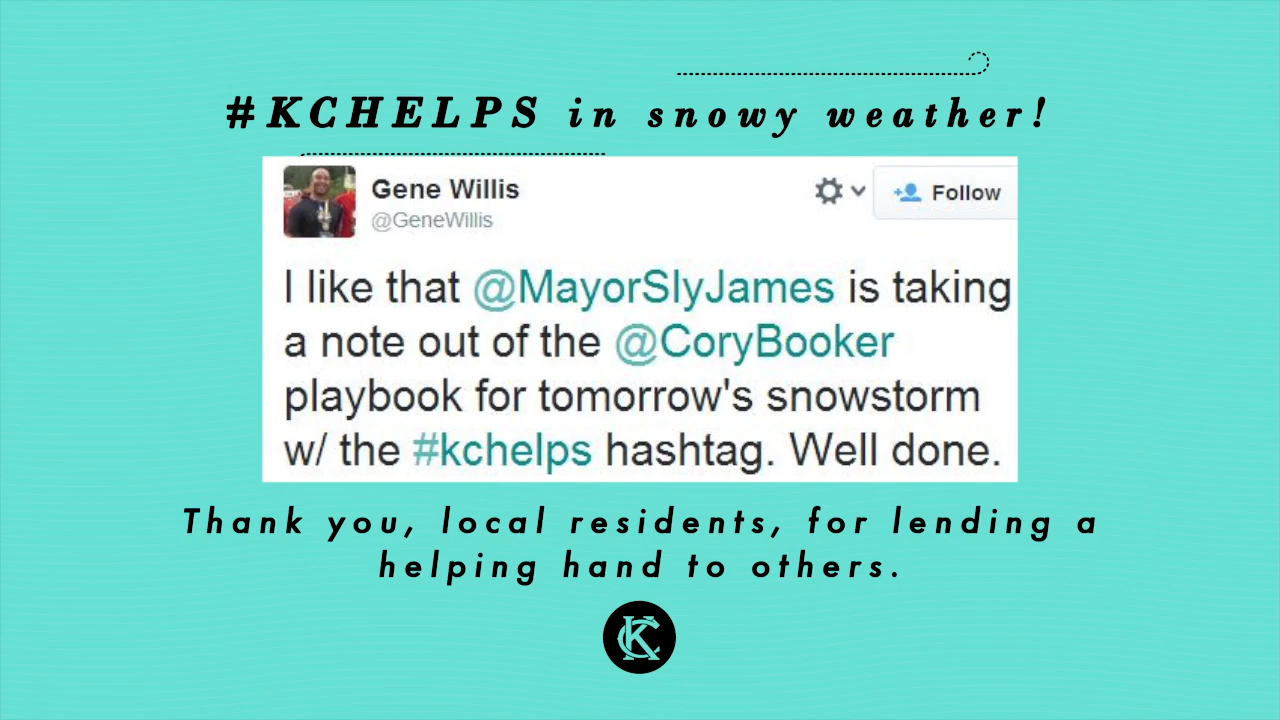 #KCHELPS in snowy weather!
Gene Willis
Follow
@GeneWillis
I like that @MayorSlyJames is taking
a note out of the @CoryBooker
playbook for tomorrow's snowstorm
w/ the #kchelps hashtag. Well done.
Thank you, local residents, for lending a
helping hand to others.
KC